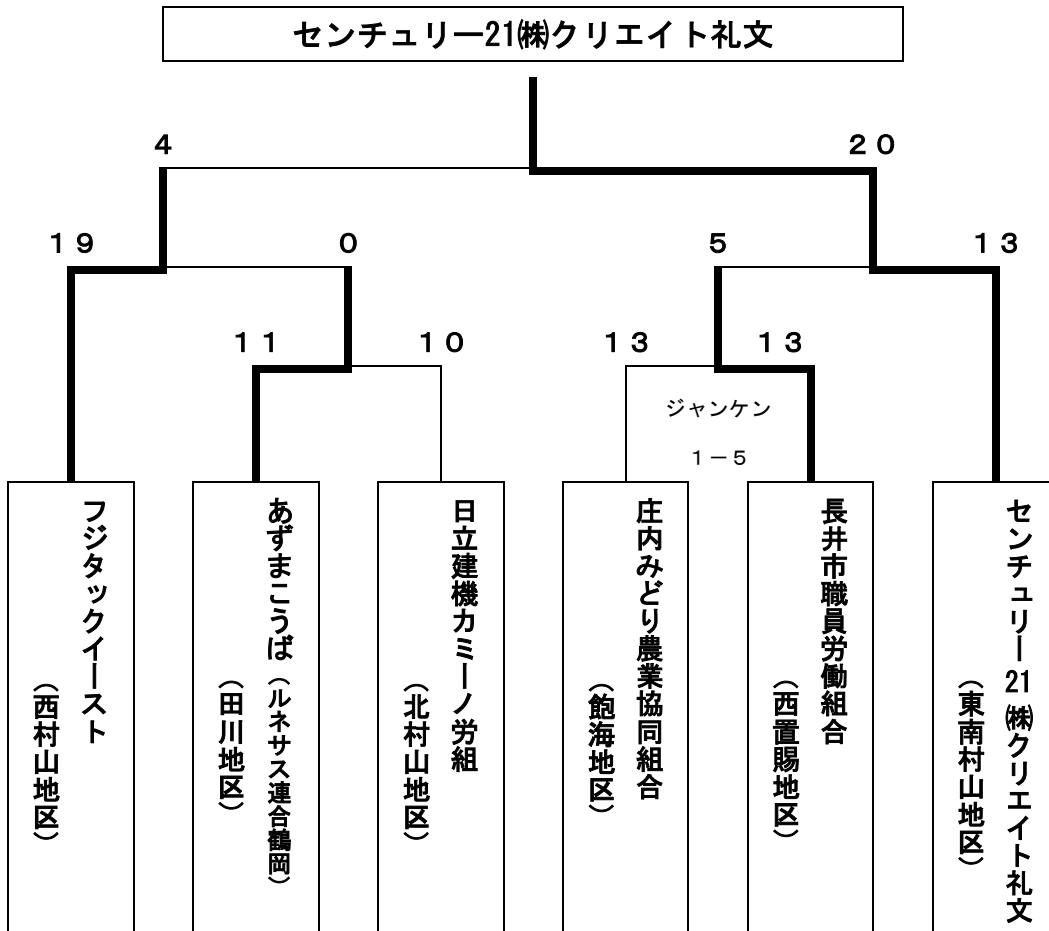 センチュリー21㈱クリエイト礼文
4
20
19
0
5
13
11
10
13
13
ジャンケン
1－5
フジタックイースト
（西村山地区）
あずまこうば（ルネサス連合鶴岡）
（田川地区）
日立建機カミーノ労組
（北村山地区）
庄内みどり農業協同組合
（飽海地区）
長井市職員労働組合
（西置賜地区）
センチュリー21㈱クリエイト礼文
（東南村山地区）